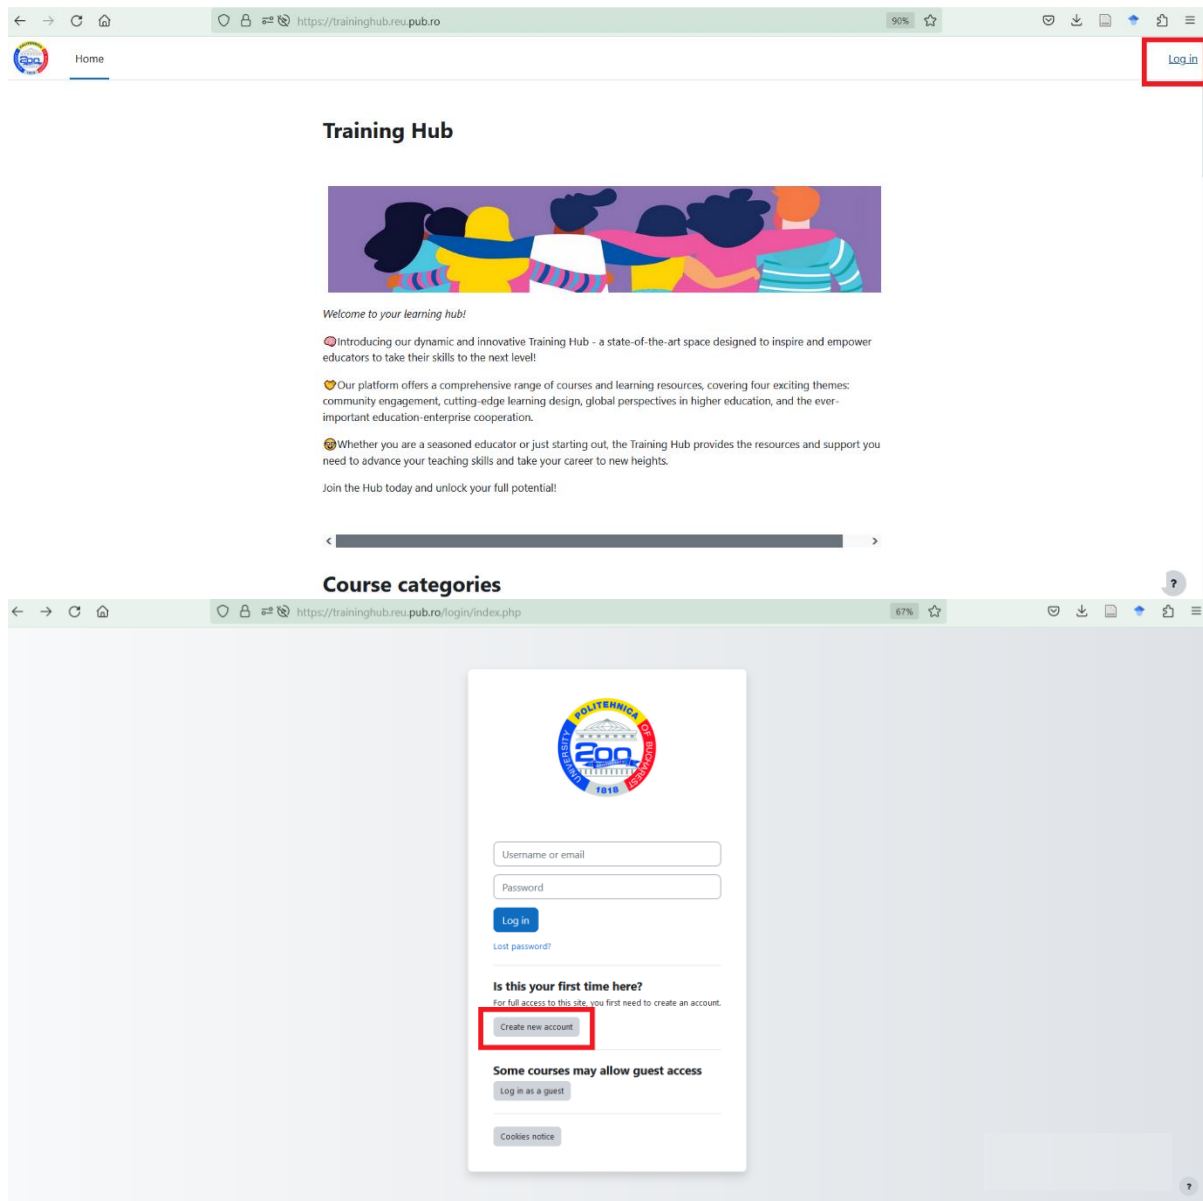 https://traininghub.reu.pub.ro
90%
Home
Log in
Training Hub
Welcome to your learning hub!
Introducing our dynamic and innovative Training Hub - a state-of-the-art space designed to inspire and empower
educators to take their skills to the next level!
Our platform offers a comprehensive range of courses and learning resources, covering four exciting themes:
community engagement, cutting-edge learning design, global perspectives in higher education, and the ever-
important education-enterprise cooperation.
Whether you are a seasoned educator or just starting out, the Training Hub provides the resources and support you
need to advance your teaching skills and take your career to new heights.
Join the Hub today and unlock your full potential!
Course categories
?
https://traininghub.reu.pub.ro/login/index.php
67%
UNIVERSITY POLITEHNICA OF BUCHAREST
200
1818
Username or email
Password
Log in
Lost password?
Is this your first time here?
For full access to this site, you first need to create an account.
Create new account
Some courses may allow guest access
Log in as a guest
Cookies notice
?